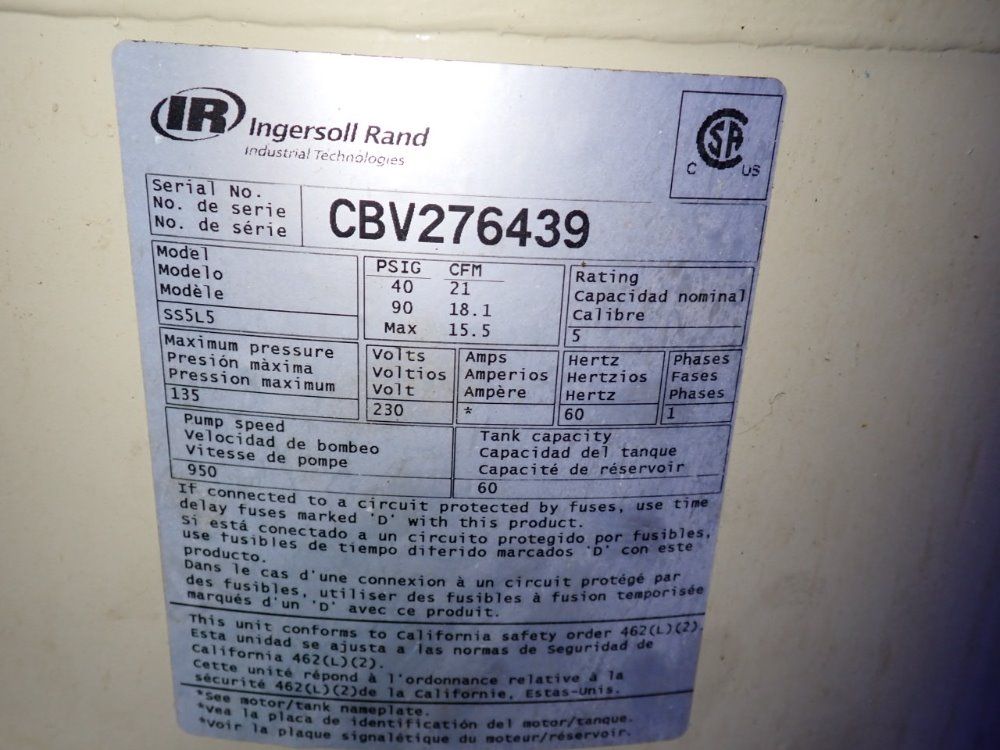 IR Ingersoll Rand
Industrial Technologies
CSA
C US
Serial No.
No. de serie
No. de série
CBV276439
Model
Modelo
Modèle
SS5L5
PSIG CFM
40 21
90 18.1
Max 15.5
Rating
Capacidad nominal
Calibre
5
Maximum pressure
Presión màxima
Pression maximum
135
Volts
Voltios
Volt
230
Amps
Amperios
Ampère
*
Hertz
Hertzios
Hertz
60
Phases
Fases
Phases
1
Pump speed
Velocidad de bombeo
Vitesse de pompe
950
Tank capacity
Capacidad del tanque
Capacité de réservoir
60
If connected to a circuit protected by fuses, use time
delay fuses marked 'D' with this product.
Si está conectado a un circuito protegido por fusibles,
use fusibles de tiempo diferido marcados 'D' con este
producto.
Dans le cas d'une connexion à un circuit protégé par
des fusibles, utiliser des fusibles à fusion temporisée
marqués d'un 'D' avec ce produit.
This unit conforms to California safety order 462(L)(2).
Esta unidad se ajusta a las normas de Seguridad de
California 462(L)(2).
Cette unité répond à l'ordonnance relative à la
sécurité 462(L)(2)de la Californie, Estas-Unis.
*See motor/tank nameplate.
*Vea la placa de identificación del motor/tanque.
*Voir la plaque signalétique du moteur/réservoir.